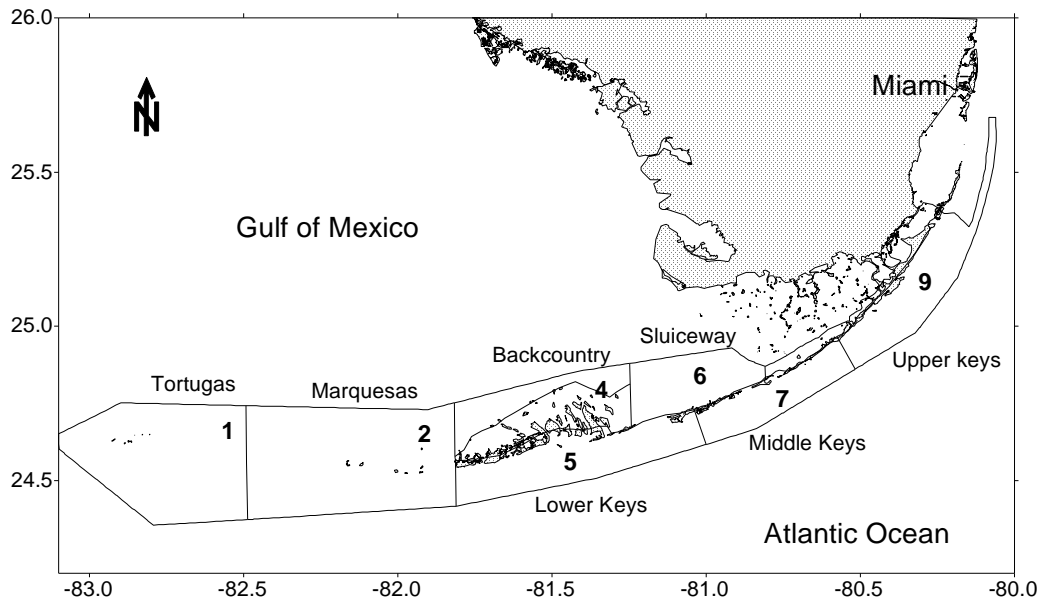 26.0
Miami
N
25.5
Gulf of Mexico
9
25.0
Sluiceway
Backcountry
Upper keys
Tortugas
Marquesas
4
6
7
1
2
Middle Keys
5
24.5
Lower Keys
Atlantic Ocean
-83.0 -82.5 -82.0 -81.5 -81.0 -80.5 -80.0